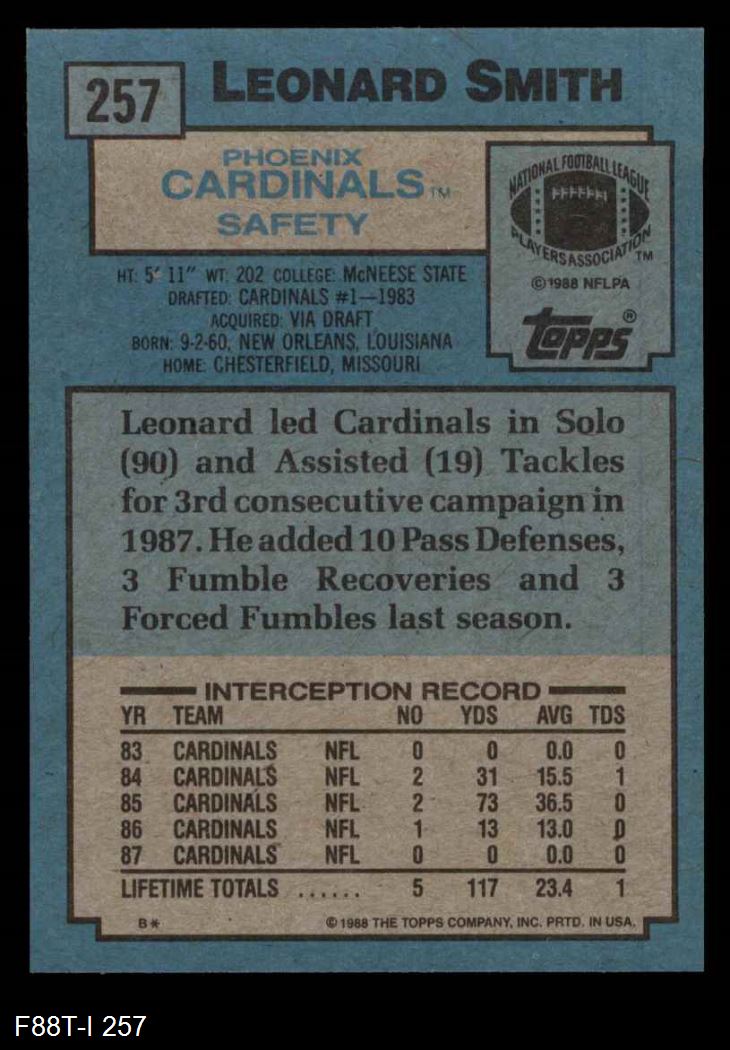 257
LEONARD SMITH
PHOENIX
CARDINALS TM
SAFETY
NATIONAL FOOTBALL LEAGUE
PLAYERS ASSOCIATION TM
© 1988 NFLPA
topps®
HT: 5' 11" WT: 202 COLLEGE: McNEESE STATE
DRAFTED: CARDINALS #1—1983
ACQUIRED: VIA DRAFT
BORN: 9-2-60, NEW ORLEANS, LOUISIANA
HOME: CHESTERFIELD, MISSOURI
Leonard led Cardinals in Solo
(90) and Assisted (19) Tackles
for 3rd consecutive campaign in
1987. He added 10 Pass Defenses,
3 Fumble Recoveries and 3
Forced Fumbles last season.
INTERCEPTION RECORD
YR TEAM NO YDS AVG TDS
83 CARDINALS NFL 0 0 0.0 0
84 CARDINALS NFL 2 31 15.5 1
85 CARDINALS NFL 2 73 36.5 0
86 CARDINALS NFL 1 13 13.0 0
87 CARDINALS NFL 0 0 0.0 0
LIFETIME TOTALS ...... 5 117 23.4 1
B* © 1988 THE TOPPS COMPANY, INC. PRTD. IN USA.
F88T-I 257